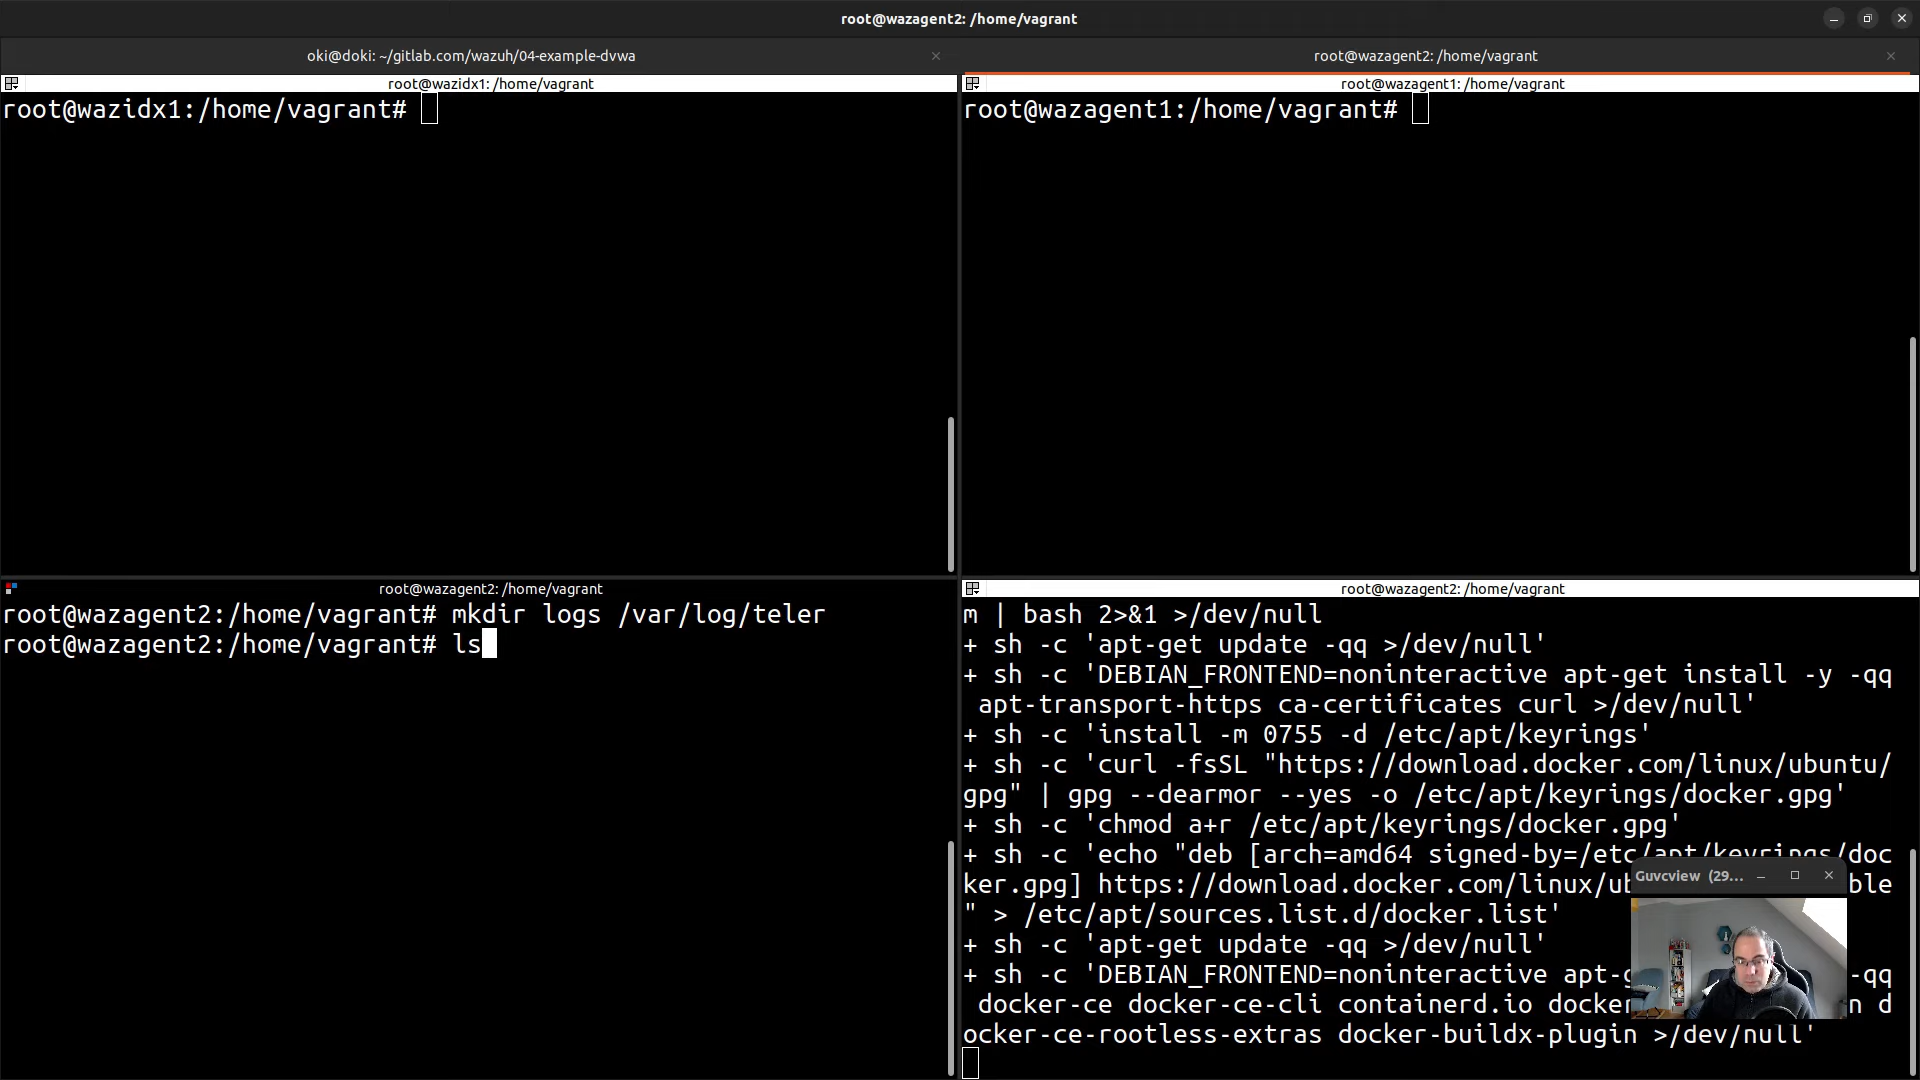 root@wazagent2: /home/vagrant
oki@doki: ~/gitlab.com/wazuh/04-example-dvwa
root@wazagent2: /home/vagrant
root@wazidx1: /home/vagrant
root@wazidx1:/home/vagrant#
root@wazagent1: /home/vagrant
root@wazagent1:/home/vagrant#
root@wazagent2: /home/vagrant
root@wazagent2:/home/vagrant# mkdir logs /var/log/teler
root@wazagent2:/home/vagrant# ls
root@wazagent2: /home/vagrant
m | bash 2>&1 >/dev/null
+ sh -c 'apt-get update -qq >/dev/null'
+ sh -c 'DEBIAN_FRONTEND=noninteractive apt-get install -y -qq
apt-transport-https ca-certificates curl >/dev/null'
+ sh -c 'install -m 0755 -d /etc/apt/keyrings'
+ sh -c 'curl -fsSL "https://download.docker.com/linux/ubuntu/
gpg" | gpg --dearmor --yes -o /etc/apt/keyrings/docker.gpg'
+ sh -c 'chmod a+r /etc/apt/keyrings/docker.gpg'
+ sh -c 'echo "deb [arch=amd64 signed-by=/etc/apt/keyrings/doc
ker.gpg] https://download.docker.com/linux/ ble
" > /etc/apt/sources.list.d/docker.list'
+ sh -c 'apt-get update -qq >/dev/null'
+ sh -c 'DEBIAN_FRONTEND=noninteractive -qq
docker-ce docker-ce-cli containerd.io n d
ocker-ce-rootless-extras docker-buildx-plugin >/dev/null'
Guvcview (29...